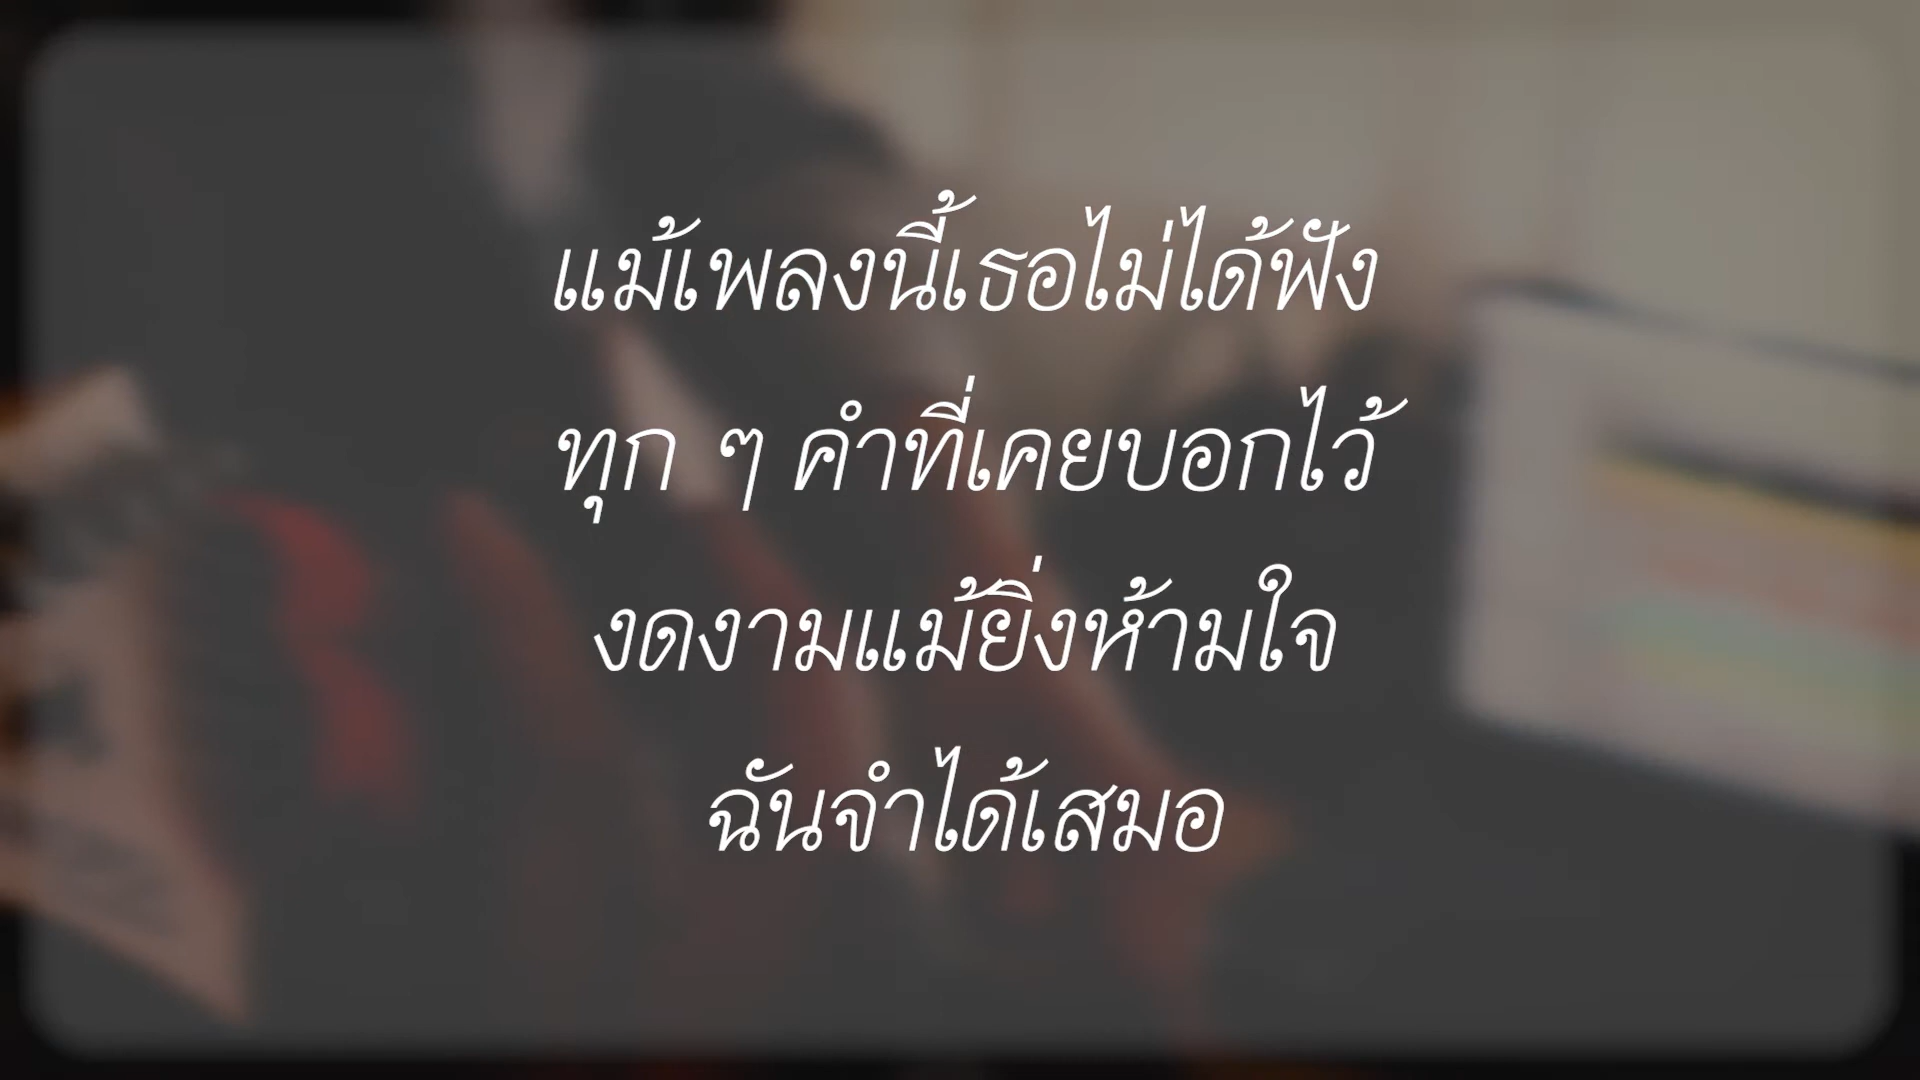 แม้เพลงนี้เธอไม่ได้ฟัง
ทุก ๆ คำที่เคยบอกไว้
งดงามแม้ยิ่งห้ามใจ
ฉันจำได้เสมอ